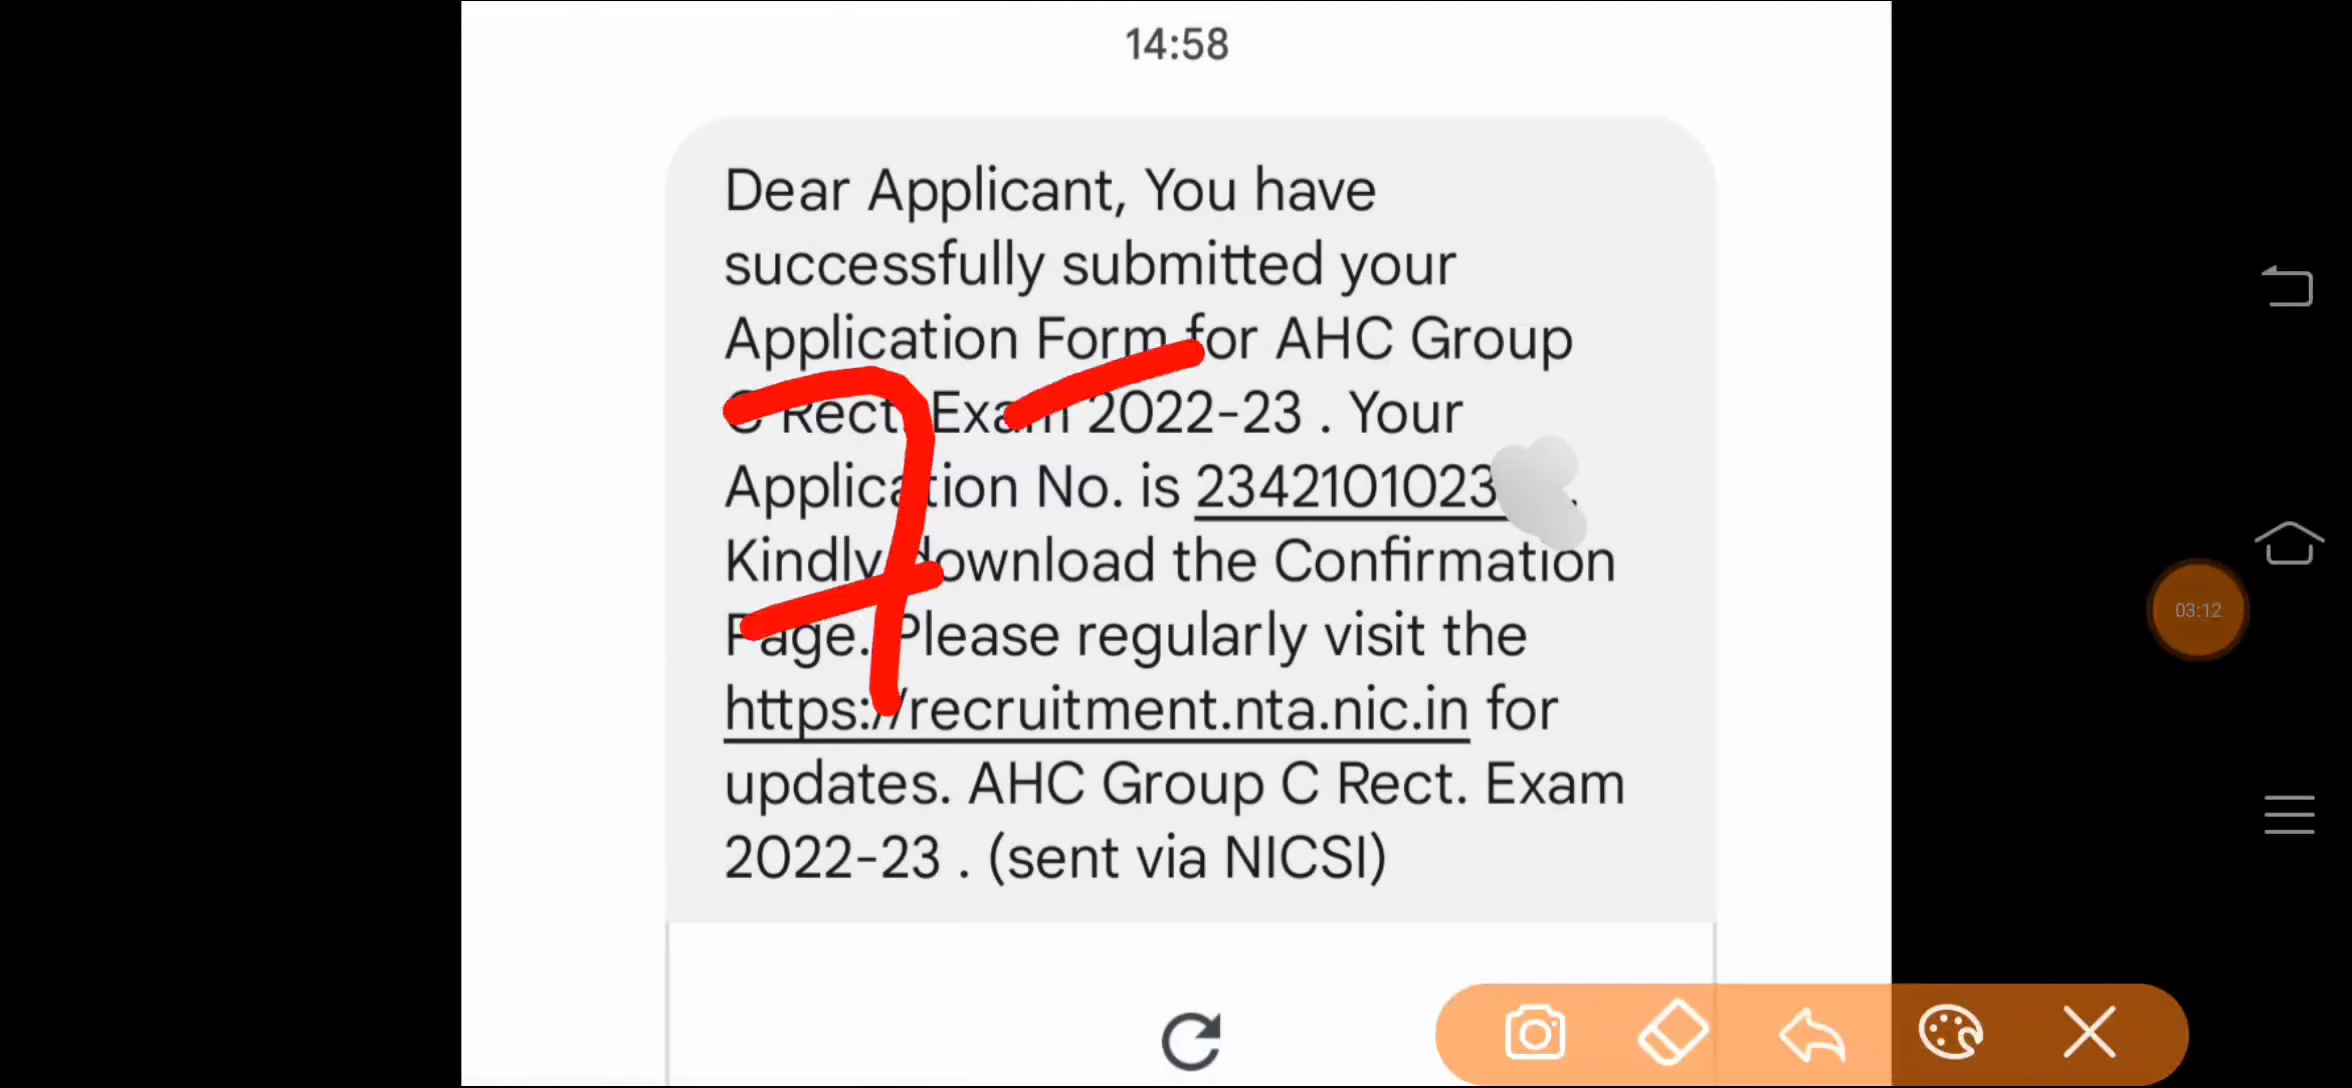 14:58
Dear Applicant, You have
successfully submitted your
Application Form for AHC Group
C Rect. Exam 2022-23 . Your
Application No. is 2342101023 .
Kindly download the Confirmation
Page. Please regularly visit the
https://recruitment.nta.nic.in for
updates. AHC Group C Rect. Exam
2022-23 . (sent via NICSI)
7
03:12